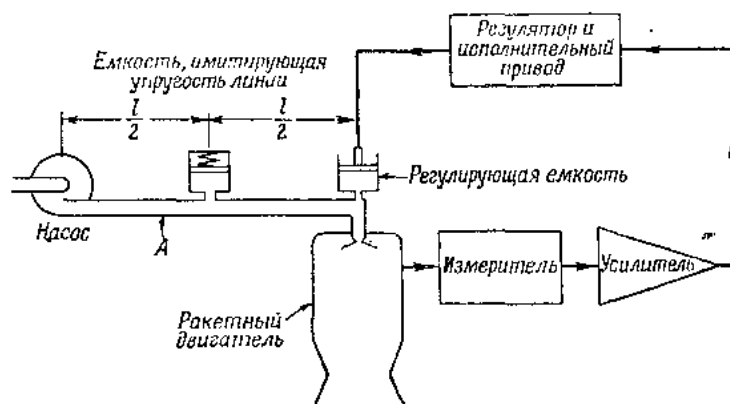 Регулятор и
исполнительный
привод
Емкость, имитирующая
упругость линии
l
2
l
2
Регулирующая емкость
Насос
A
Измеритель
Усилитель
Ракетный
двигатель